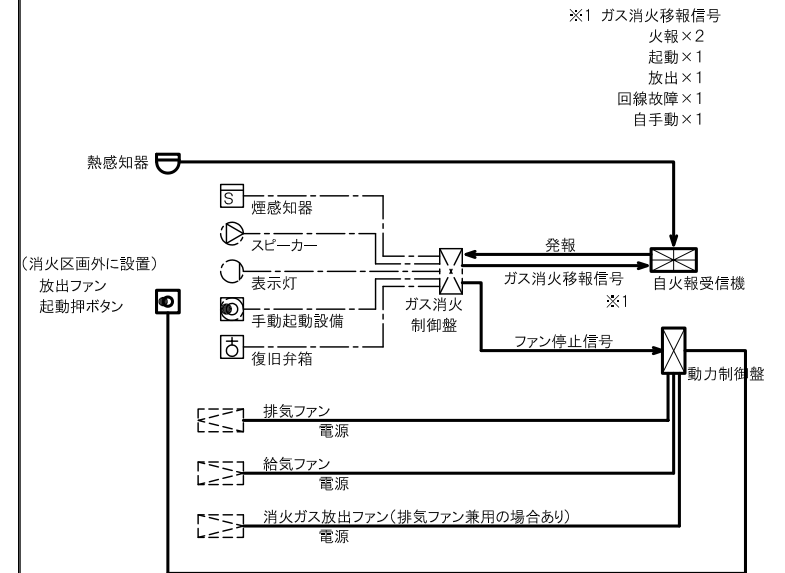 ※1 ガス消火移報信号
火報×2
起動×1
放出×1
回線故障×1
自手動×1
熱感知器
S
煙感知器
スピーカー
発報
(消火区画外に設置)
放出ファン
起動押ボタン
表示灯
ガス消火移報信号
※1
自火報受信機
手動起動設備
ガス消火
制御盤
復旧弁箱
ファン停止信号
動力制御盤
排気ファン
電源
給気ファン
電源
消火ガス放出ファン(排気ファン兼用の場合あり)
電源